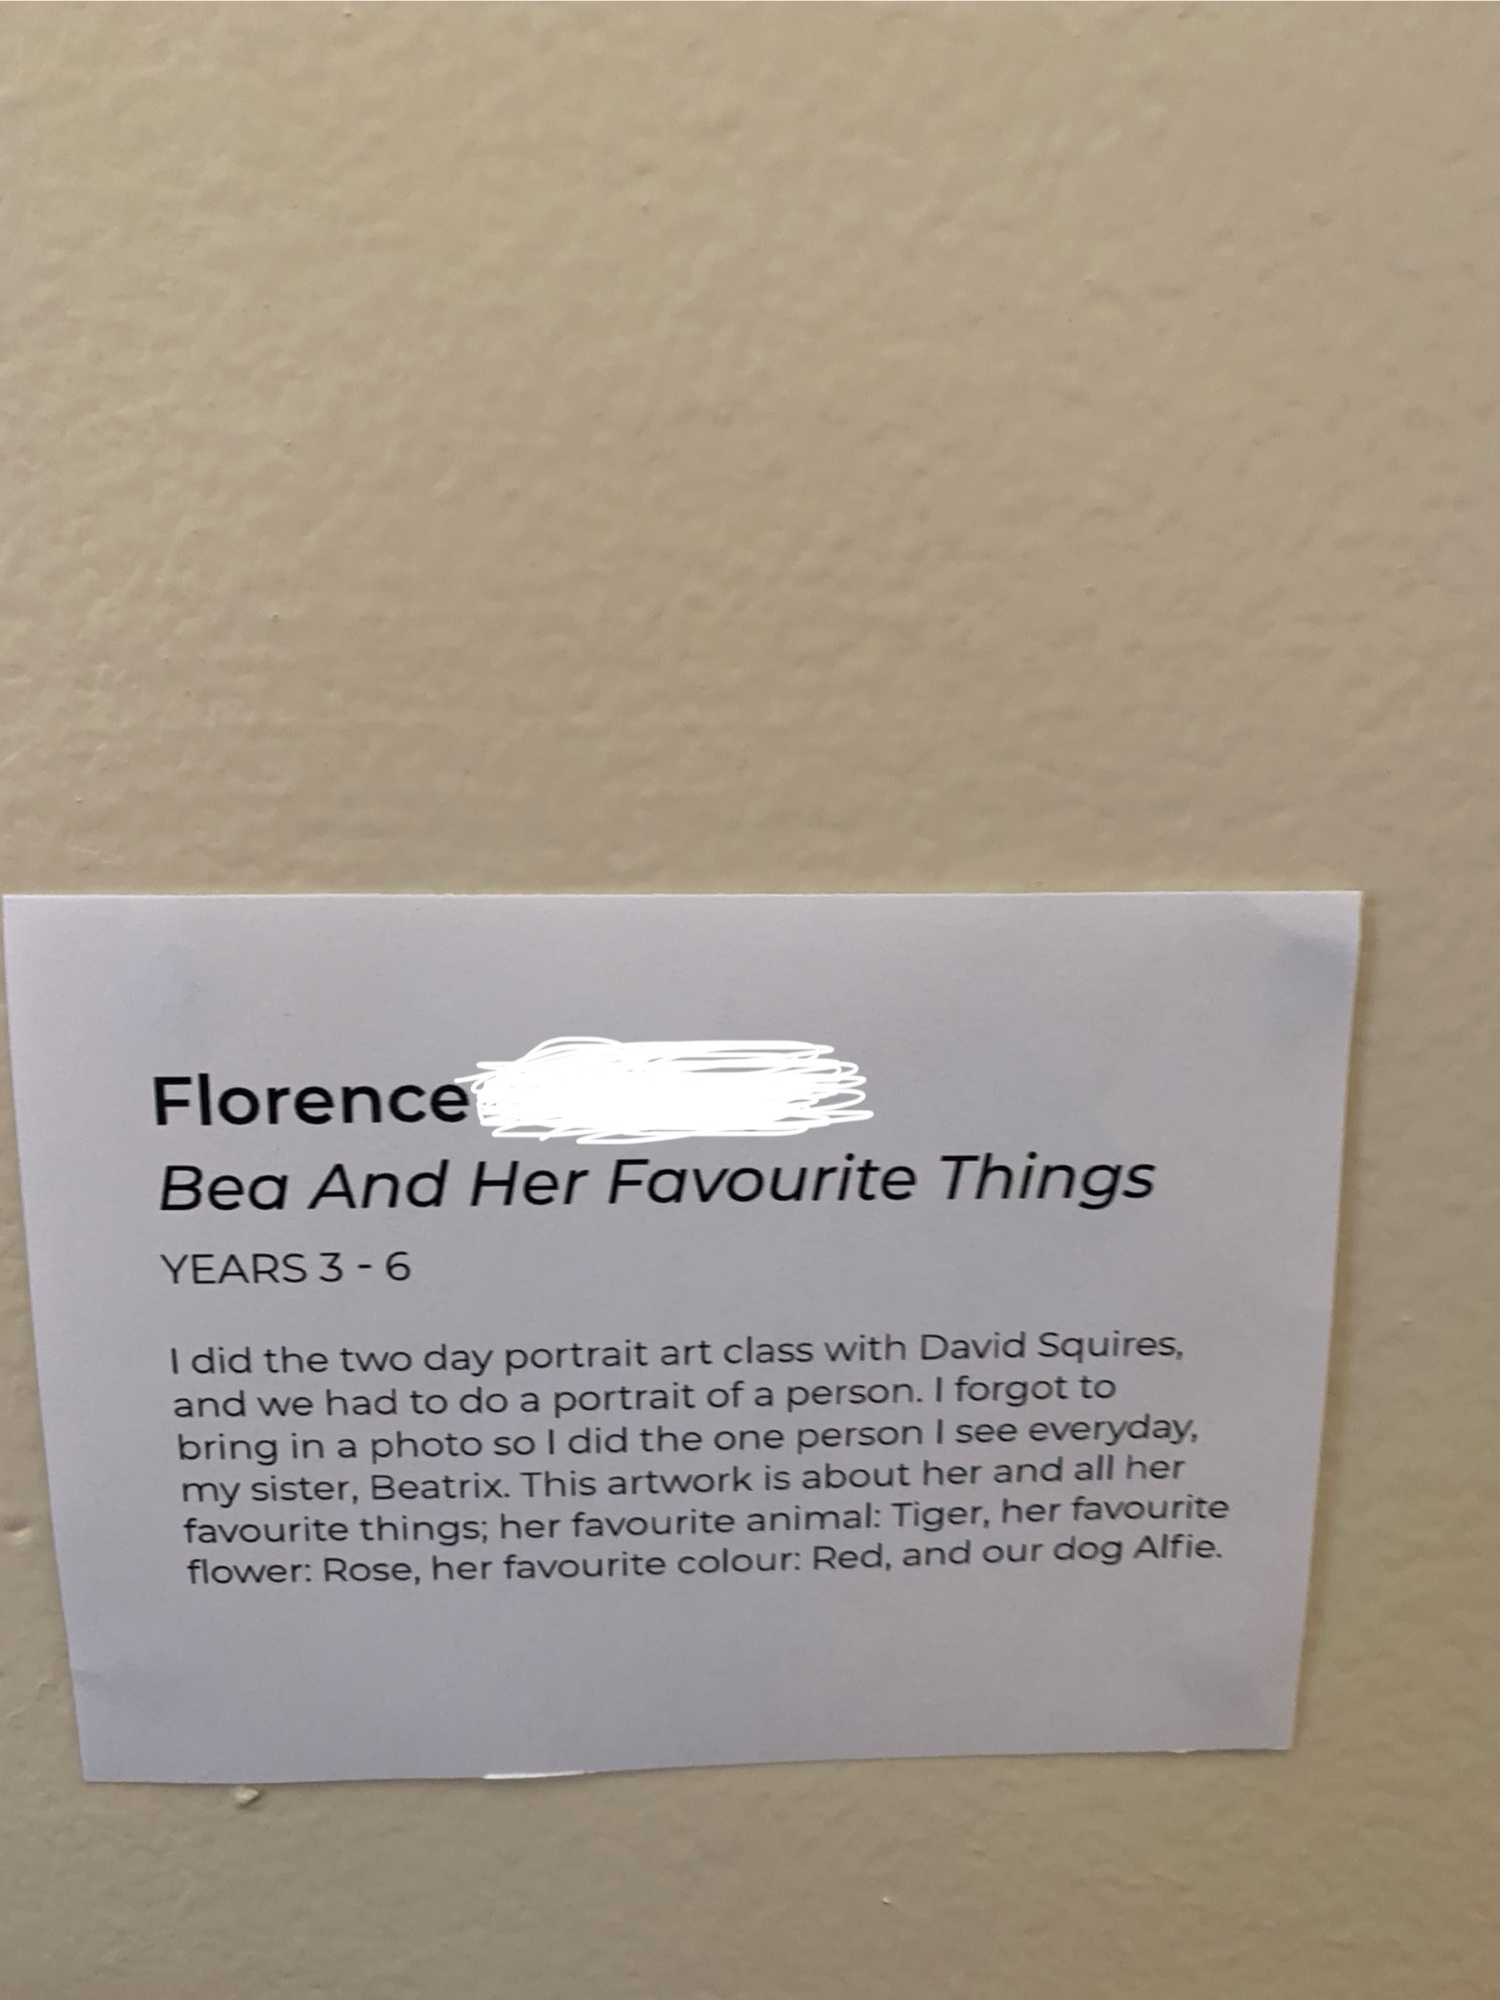 Florence
Bea And Her Favourite Things
YEARS 3 - 6
I did the two day portrait art class with David Squires,
and we had to do a portrait of a person. I forgot to
bring in a photo so I did the one person I see everyday,
my sister, Beatrix. This artwork is about her and all her
favourite things; her favourite animal: Tiger, her favourite
flower: Rose, her favourite colour: Red, and our dog Alfie.